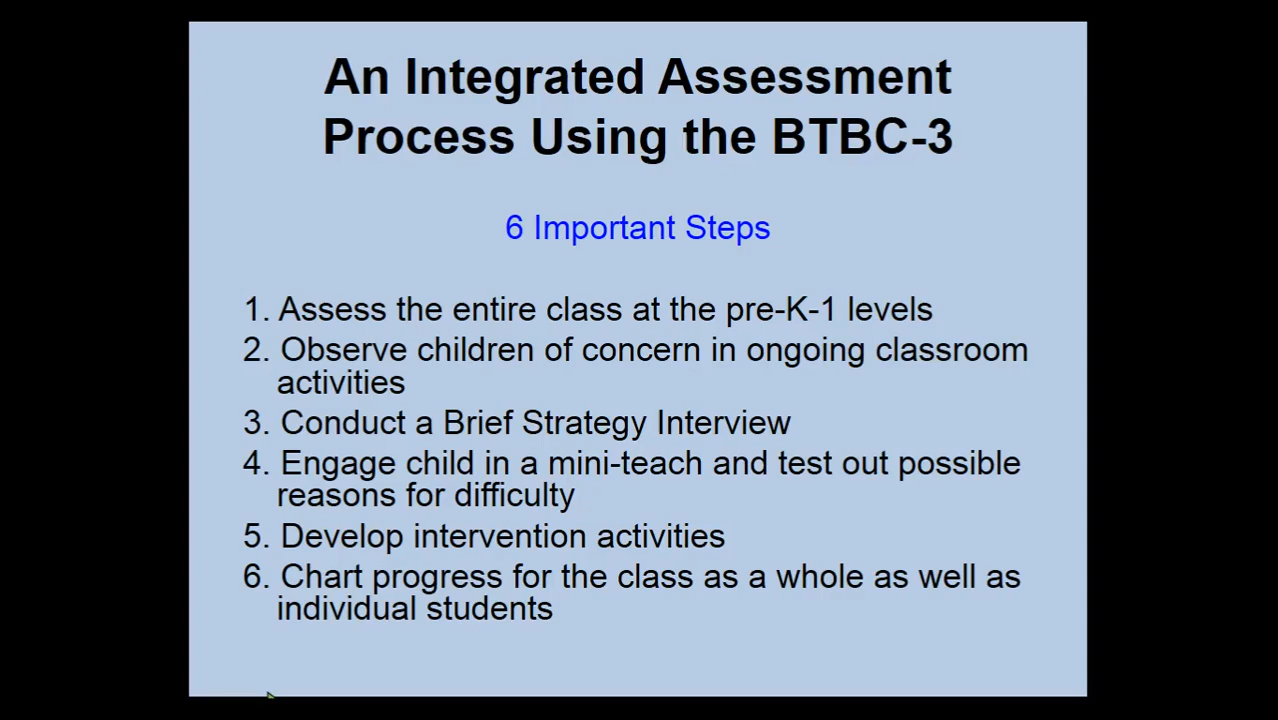 An Integrated Assessment
Process Using the BTBC-3
6 Important Steps
1. Assess the entire class at the pre-K-1 levels
2. Observe children of concern in ongoing classroom
activities
3. Conduct a Brief Strategy Interview
4. Engage child in a mini-teach and test out possible
reasons for difficulty
5. Develop intervention activities
6. Chart progress for the class as a whole as well as
individual students